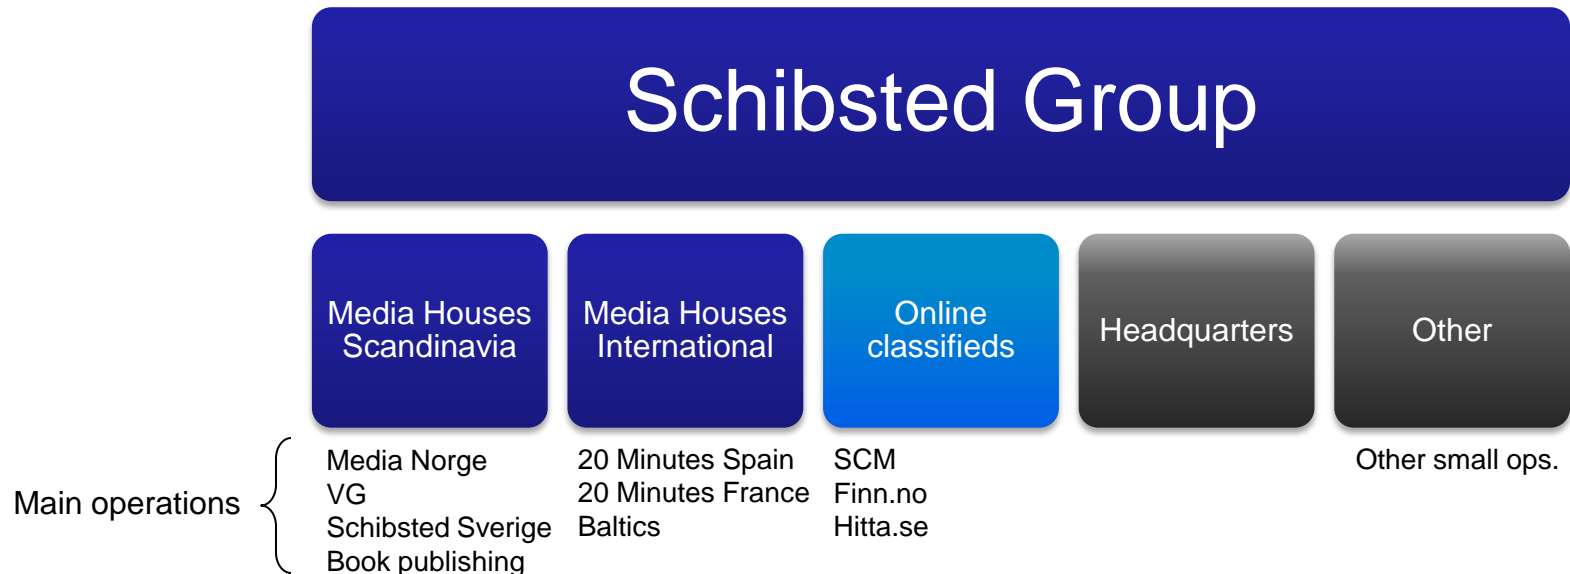 Schibsted Group
Media Houses
Scandinavia
Media Houses
International
Online
classifieds
Headquarters
Other
Main operations
Media Norge
VG
Schibsted Sverige
Book publishing
20 Minutes Spain
20 Minutes France
Baltics
SCM
Finn.no
Hitta.se
Other small ops.